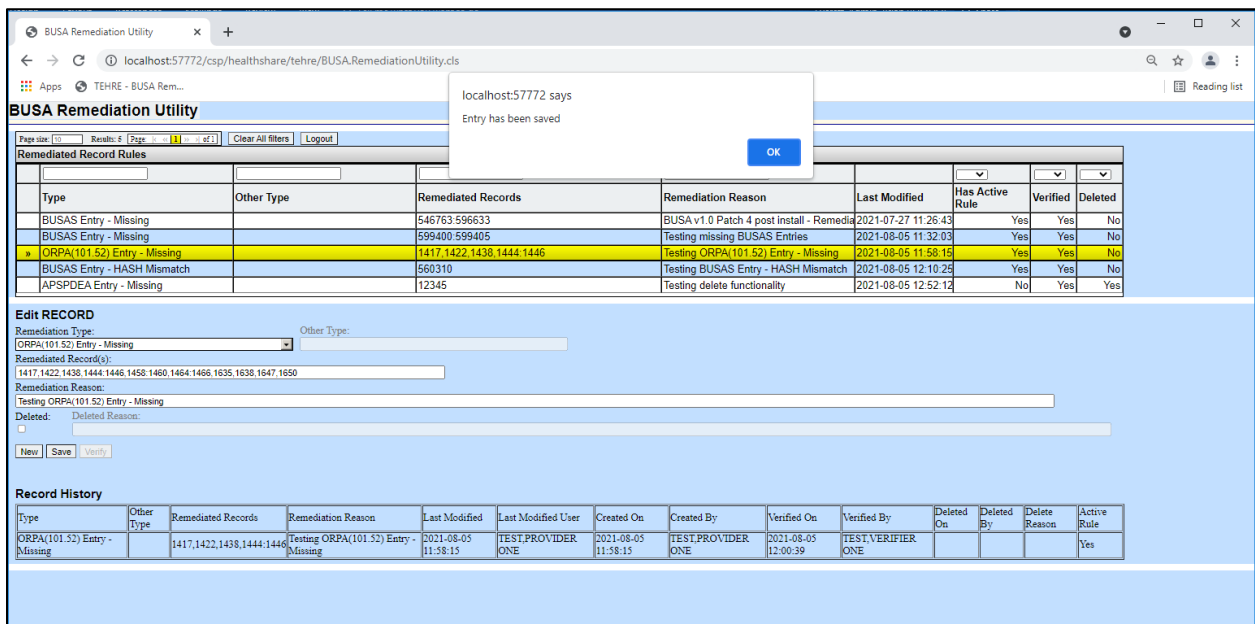 BUSA Remediation Utility
localhost:57772/csp/healthshare/tehre/BUSA.RemediationUtility.cls
Apps TEHRE - BUSA Rem... Reading list
localhost:57772 says
Entry has been saved
OK
BUSA Remediation Utility
Page size: 10 Results: 5 Page: |< << 1 >> >| of 1 Clear All filters Logout
Remediated Record Rules
Type Other Type Remediated Records Remediation Reason Last Modified Has Active Rule Verified Deleted
BUSAS Entry - Missing 546763:596633 BUSA v1.0 Patch 4 post install - Remedia 2021-07-27 11:26:43 Yes Yes No
BUSAS Entry - Missing 599400:599405 Testing missing BUSAS Entries 2021-08-05 11:32:03 Yes Yes No
» ORPA(101.52) Entry - Missing 1417,1422,1438,1444:1446 Testing ORPA(101.52) Entry - Missing 2021-08-05 11:58:15 Yes Yes No
BUSAS Entry - HASH Mismatch 560310 Testing BUSAS Entry - HASH Mismatch 2021-08-05 12:10:25 Yes Yes No
APSPDEA Entry - Missing 12345 Testing delete functionality 2021-08-05 12:52:12 No Yes Yes
Edit RECORD
Remediation Type: Other Type:
ORPA(101.52) Entry - Missing
Remediated Record(s):
1417,1422,1438,1444:1446,1458:1460,1464:1466,1635,1638,1647,1650
Remediation Reason:
Testing ORPA(101.52) Entry - Missing
Deleted: Deleted Reason:
New Save Verify
Record History
Type Other Type Remediated Records Remediation Reason Last Modified Last Modified User Created On Created By Verified On Verified By Deleted On Deleted By Delete Reason Active Rule
ORPA(101.52) Entry - Missing 1417,1422,1438,1444:1446 Testing ORPA(101.52) Entry - Missing 2021-08-05 11:58:15 TEST,PROVIDER ONE 2021-08-05 11:58:15 TEST,PROVIDER ONE 2021-08-05 12:00:39 TEST,VERIFIER ONE Yes